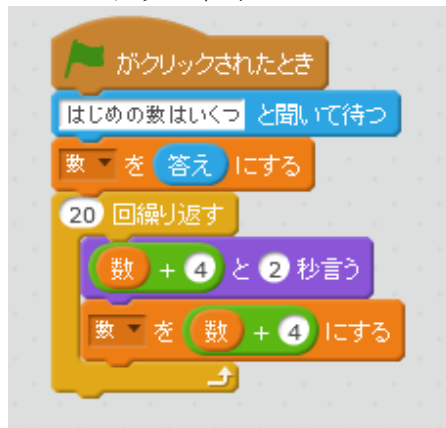 がクリックされたとき
はじめの数はいくつ と聞いて待つ
数 を 答え にする
20 回繰り返す
数 + 4 と 2 秒言う
数 を 数 + 4 にする